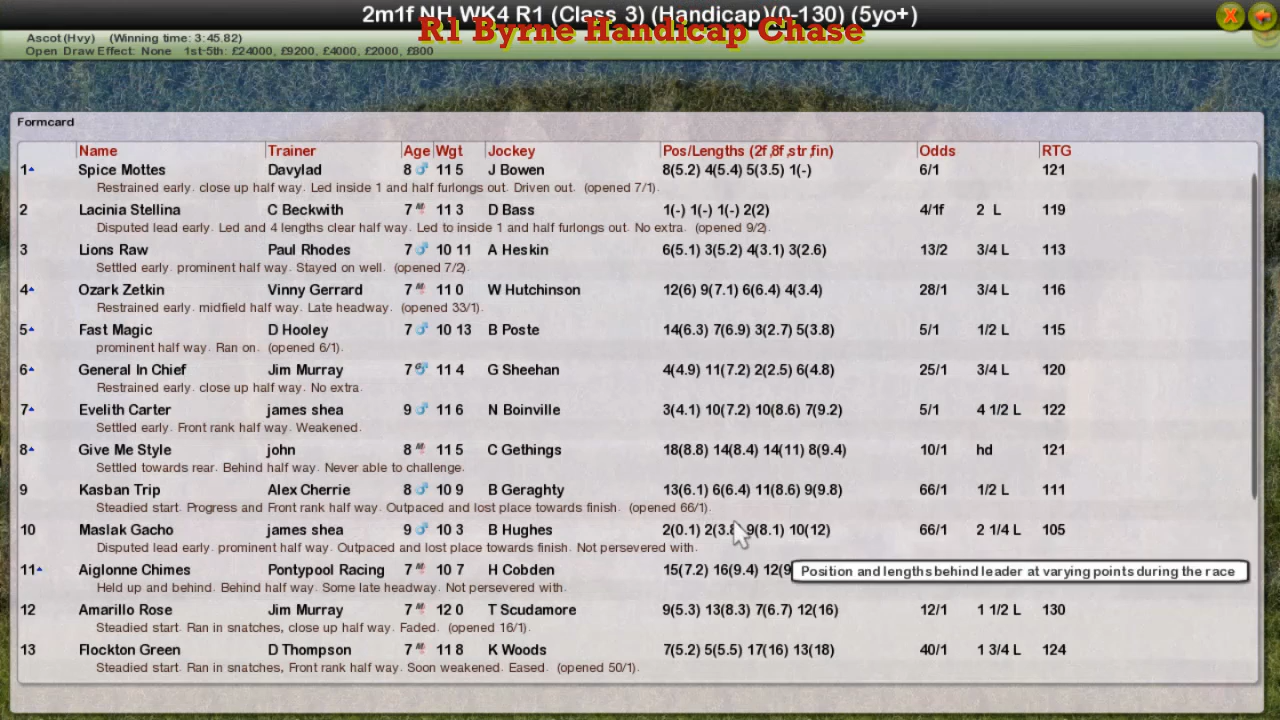 2m1f NH WK4 R1 (Class 3) (Handicap)(0-130) (5yo+)
R1 Byrne Handicap Chase
Ascot(Hvy) (Winning time: 3:45.82)
Open Draw Effect: None 1st-5th: £24000, £9200, £4000, £2000, £800
Formcard
Name Trainer Age Wgt Jockey Pos/Lengths (2f,8f,str,fin) Odds RTG
1 Spice Mottes Davylad 8 11 5 J Bowen 8(5.2) 4(5.4) 5(3.5) 1(-) 6/1 121
Restrained early. close up half way. Led inside 1 and half furlongs out. Driven out. (opened 7/1).
2 Lacinia Stellina C Beckwith 7 11 3 D Bass 1(-) 1(-) 1(-) 2(2) 4/1f 2 L 119
Disputed lead early. Led and 4 lengths clear half way. Led to inside 1 and half furlongs out. No extra. (opened 9/2).
3 Lions Raw Paul Rhodes 7 10 11 A Heskin 6(5.1) 3(5.2) 4(3.1) 3(2.6) 13/2 3/4 L 113
Settled early. prominent half way. Stayed on well. (opened 7/2).
4 Ozark Zetkin Vinny Gerrard 7 11 0 W Hutchinson 12(6) 9(7.1) 6(6.4) 4(3.4) 28/1 3/4 L 116
Restrained early. midfield half way. Late headway. (opened 33/1).
5 Fast Magic D Hooley 7 10 13 B Poste 14(6.3) 7(6.9) 3(2.7) 5(3.8) 5/1 1/2 L 115
prominent half way. Ran on. (opened 6/1).
6 General In Chief Jim Murray 7 11 4 G Sheehan 4(4.9) 11(7.2) 2(2.5) 6(4.8) 25/1 3/4 L 120
Restrained early. close up half way. No extra.
7 Evelith Carter james shea 9 11 6 N Boinville 3(4.1) 10(7.2) 10(8.6) 7(9.2) 5/1 4 1/2 L 122
Settled early. Front rank half way. Weakened.
8 Give Me Style john 8 11 5 C Gethings 18(8.8) 14(8.4) 14(11) 8(9.4) 10/1 hd 121
Settled towards rear. Behind half way. Never able to challenge.
9 Kasban Trip Alex Cherrie 8 10 9 B Geraghty 13(6.1) 6(6.4) 11(8.6) 9(9.8) 66/1 1/2 L 111
Steadied start. Progress and Front rank half way. Outpaced and lost place towards finish. (opened 66/1).
10 Maslak Gacho james shea 9 10 3 B Hughes 2(0.1) 2(3.8 9(8.1) 10(12) 66/1 2 1/4 L 105
Disputed lead early. prominent half way. Outpaced and lost place towards finish. Not persevered with.
11 Aiglonne Chimes Pontypool Racing 7 10 7 H Cobden 15(7.2) 16(9.4) 12(9
Position and lengths behind leader at varying points during the race
Held up and behind. Behind half way. Some late headway. Not persevered with.
12 Amarillo Rose Jim Murray 7 12 0 T Scudamore 9(5.3) 13(8.3) 7(6.7) 12(16) 12/1 1 1/2 L 130
Steadied start. Ran in snatches, close up half way. Faded. (opened 16/1).
13 Flockton Green D Thompson 7 11 8 K Woods 7(5.2) 5(5.5) 17(16) 13(18) 40/1 1 3/4 L 124
Steadied start. Ran in snatches, Front rank half way. Soon weakened. Eased. (opened 50/1).